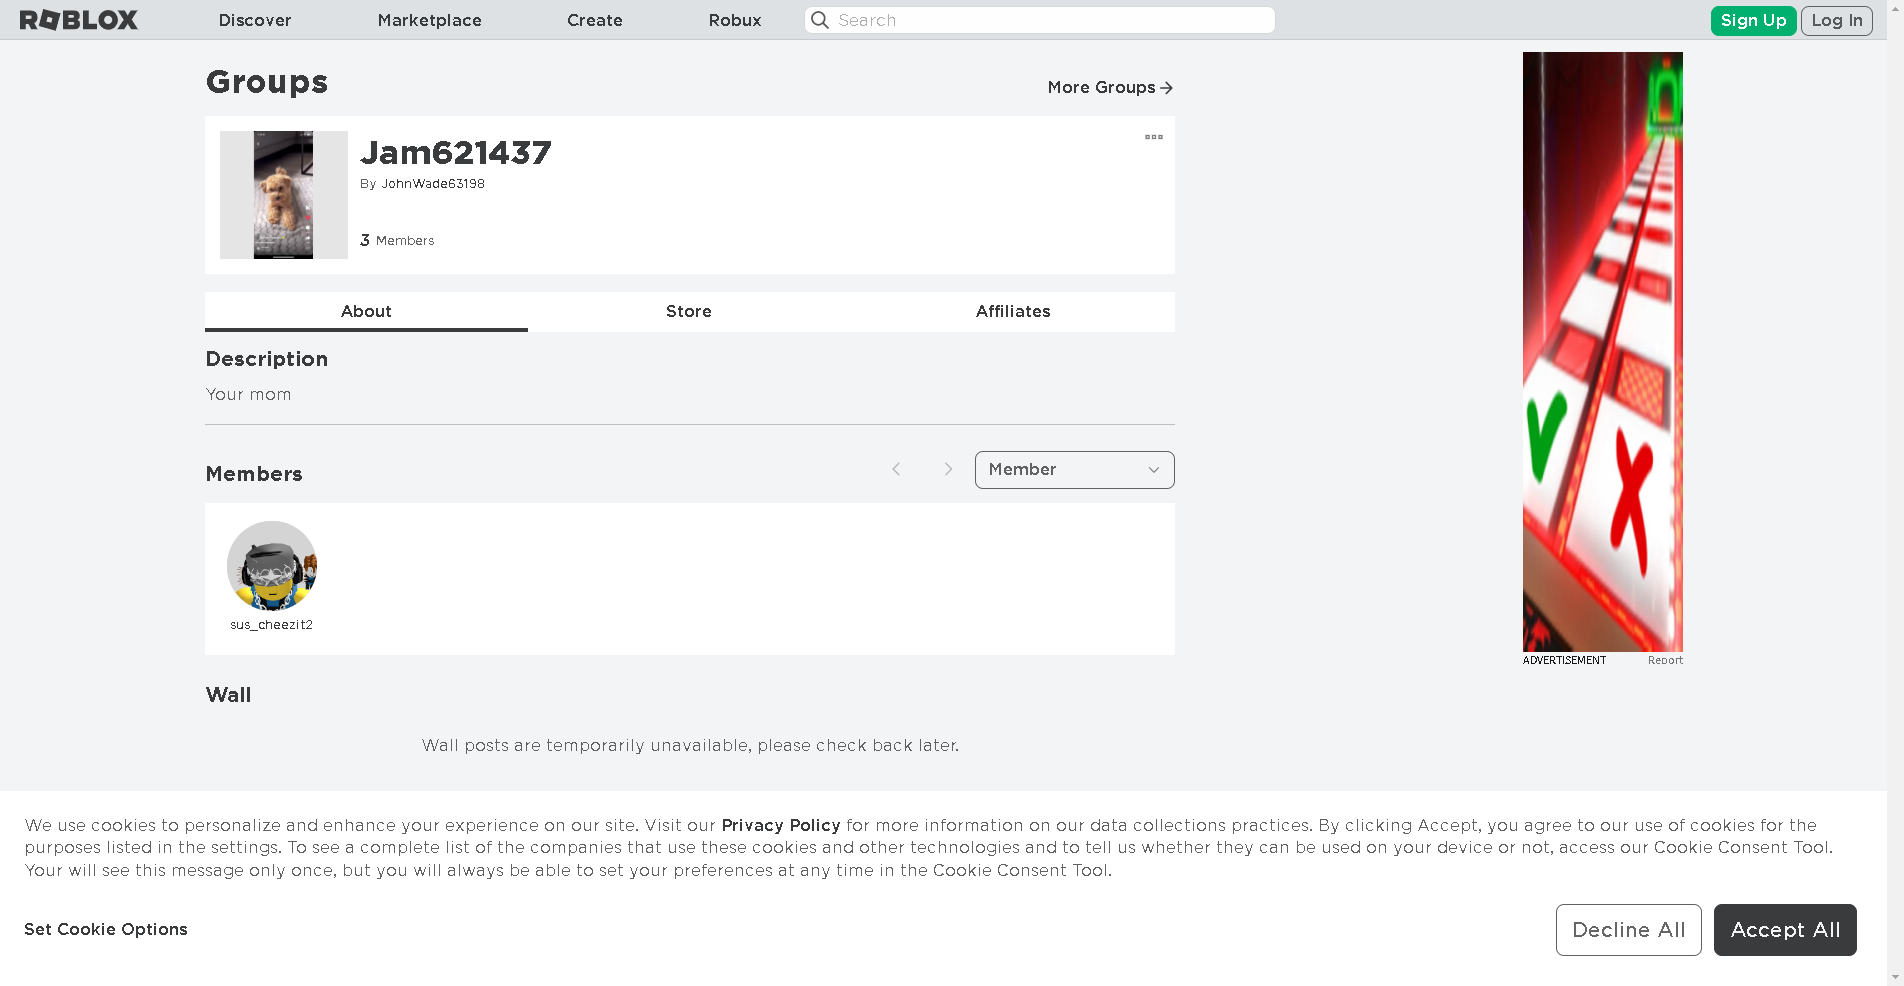 ROBLOX Discover Marketplace Create Robux Search Sign Up Log In
Groups
More Groups
Jam621437
By JohnWade63198
3 Members
About Store Affiliates
Description
Your mom
Members
Member
sus_cheezit2
ADVERTISEMENT Report
Wall
Wall posts are temporarily unavailable, please check back later.
We use cookies to personalize and enhance your experience on our site. Visit our Privacy Policy for more information on our data collections practices. By clicking Accept, you agree to our use of cookies for the
purposes listed in the settings. To see a complete list of the companies that use these cookies and other technologies and to tell us whether they can be used on your device or not, access our Cookie Consent Tool.
Your will see this message only once, but you will always be able to set your preferences at any time in the Cookie Consent Tool.
Set Cookie Options
Decline All
Accept All